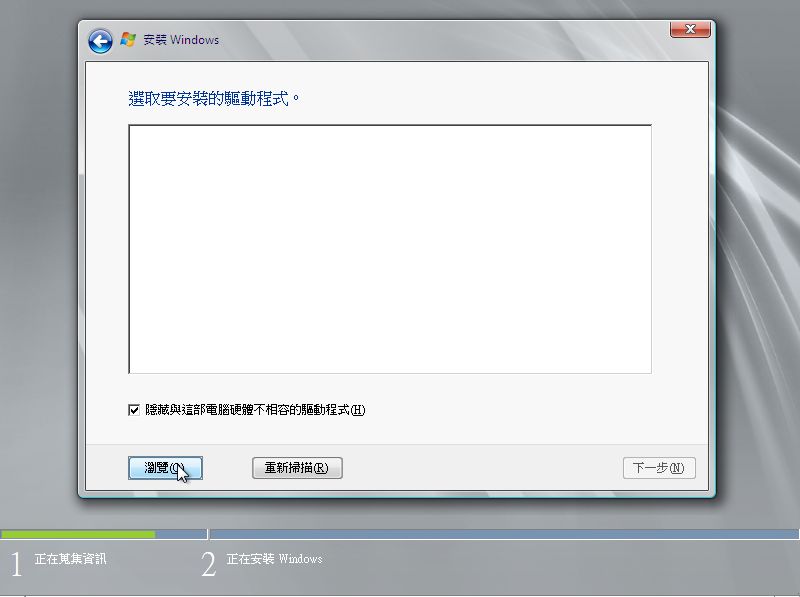 安裝 Windows
選取要安裝的驅動程式。
隱藏與這部電腦硬體不相容的驅動程式(H)
瀏覽
重新掃描(R)
下一步(N)
1 正在蒐集資訊
2 正在安裝 Windows